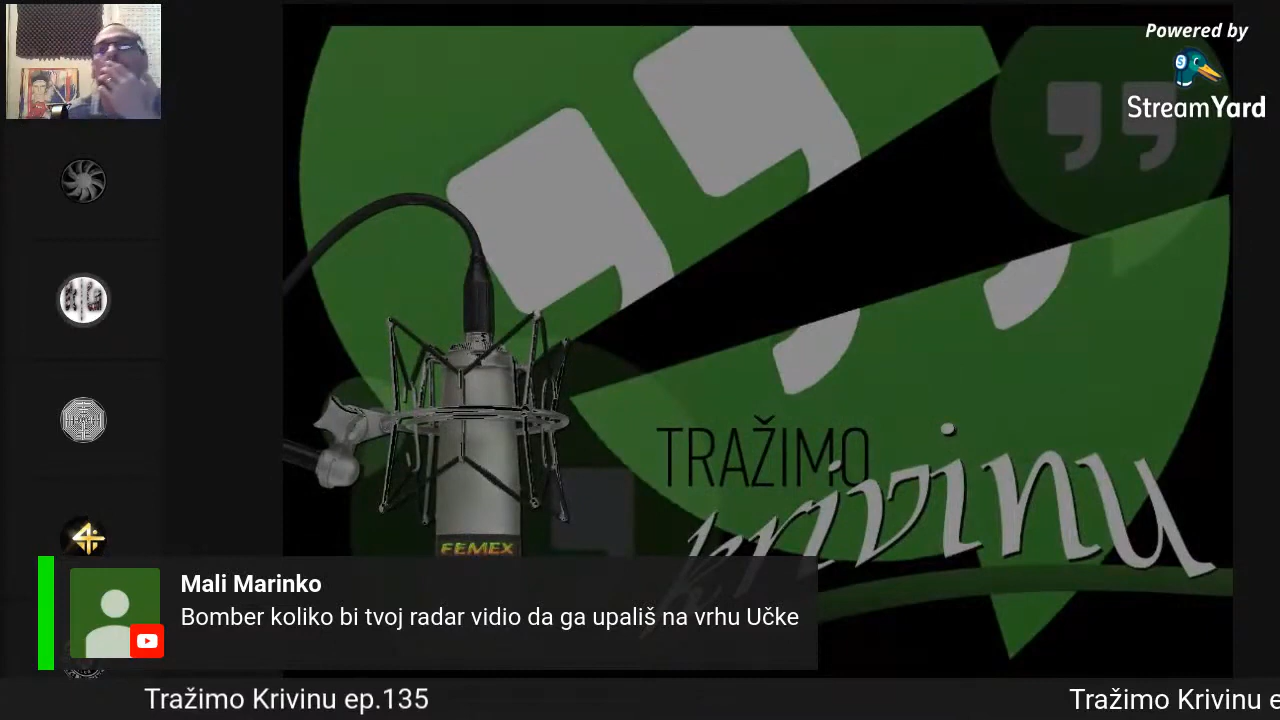 Powered by
StreamYard
TRAŽIMO
krivinu
FEMEX
Mali Marinko
Bomber koliko bi tvoj radar vidio da ga upališ na vrhu Učke
Tražimo Krivinu ep.135
Tražimo Krivinu e